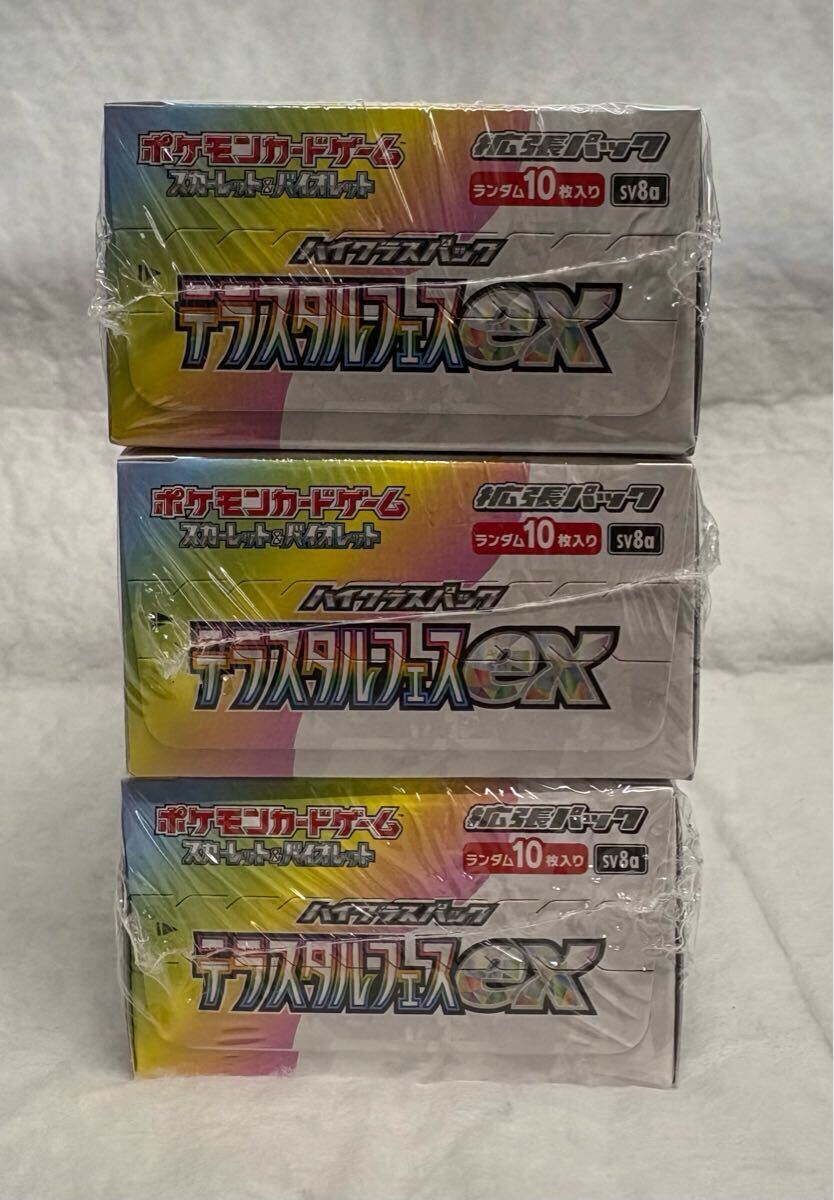 ポケモンカードゲーム 拡張パック
スカーレット&バイオレット ランダム10枚入り sv8a
ハイクラスパック
テラスタルフェスex
ポケモンカードゲーム 拡張パック
スカーレット&バイオレット ランダム10枚入り sv8a
ハイクラスパック
テラスタルフェスex
ポケモンカードゲーム 拡張パック
スカーレット&バイオレット ランダム10枚入り sv8a
ハイクラスパック
テラスタルフェスex